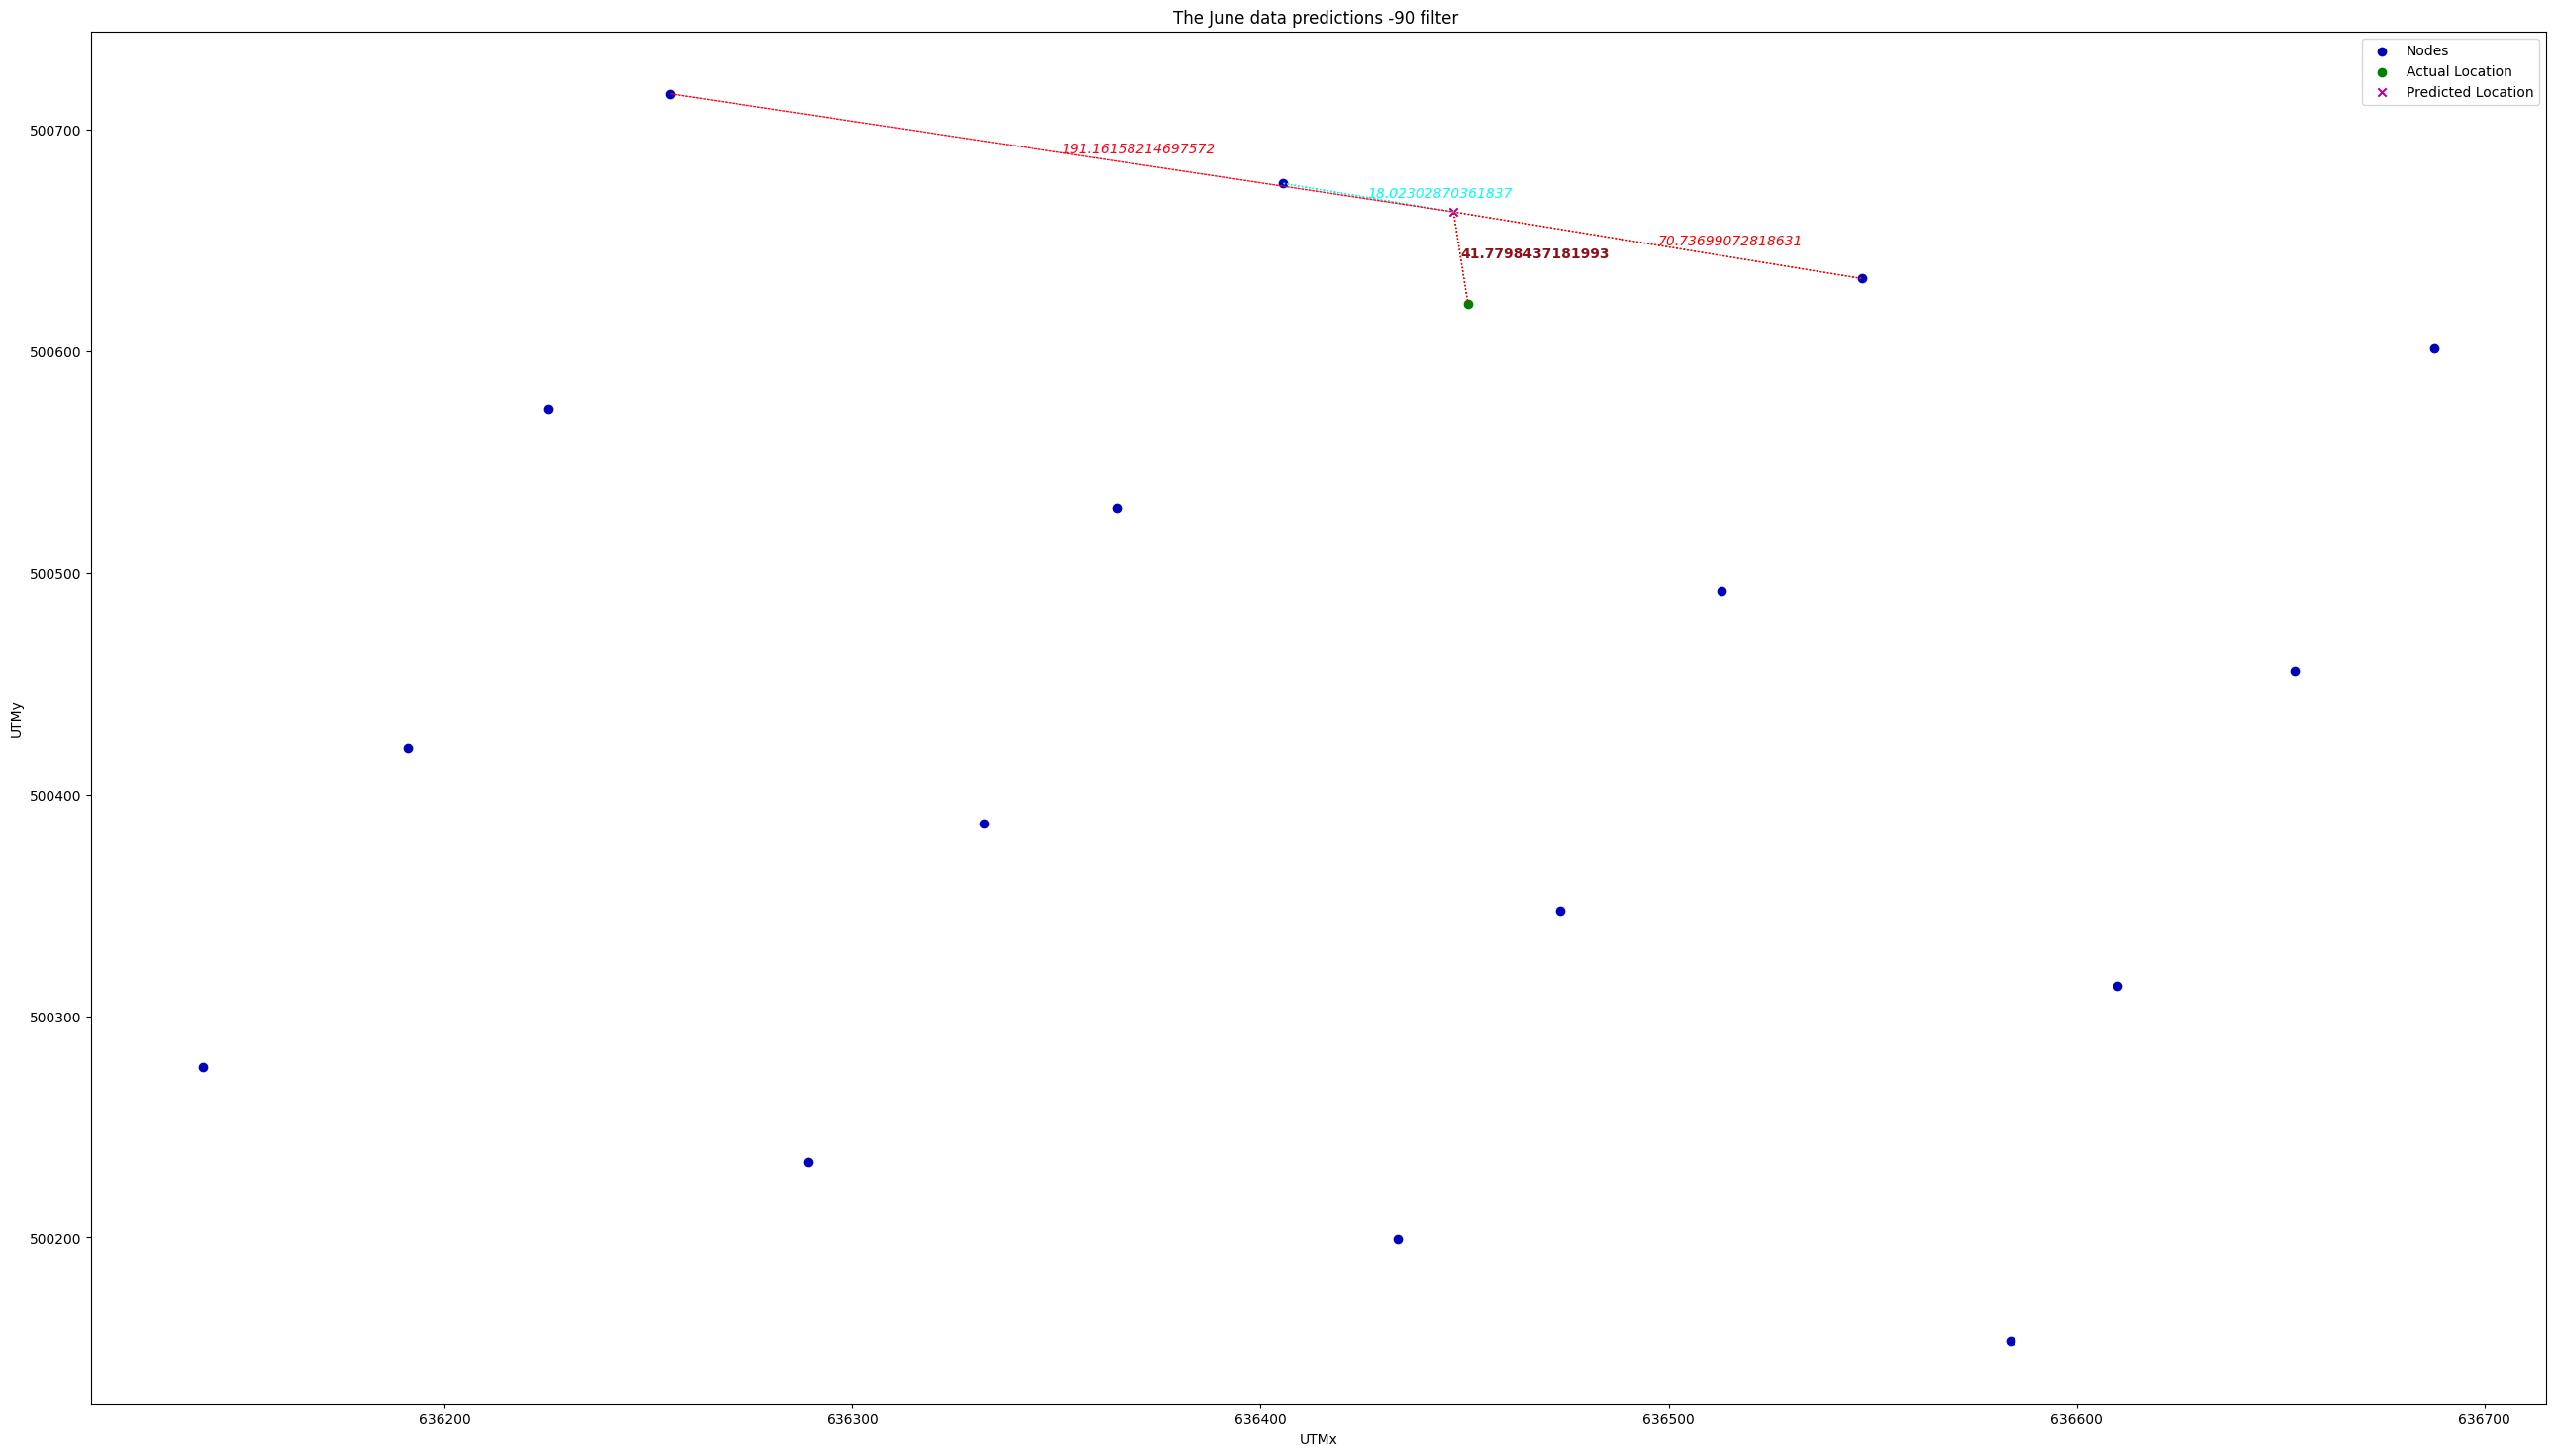 The June data predictions -90 filter
Nodes
Actual Location
Predicted Location
500700
191.16158214697572
18.02302870361837
70.73699072818631
41.7798437181993
500600
500500
UTMy
500400
500300
500200
636200
636300
636400
636500
636600
636700
UTMx